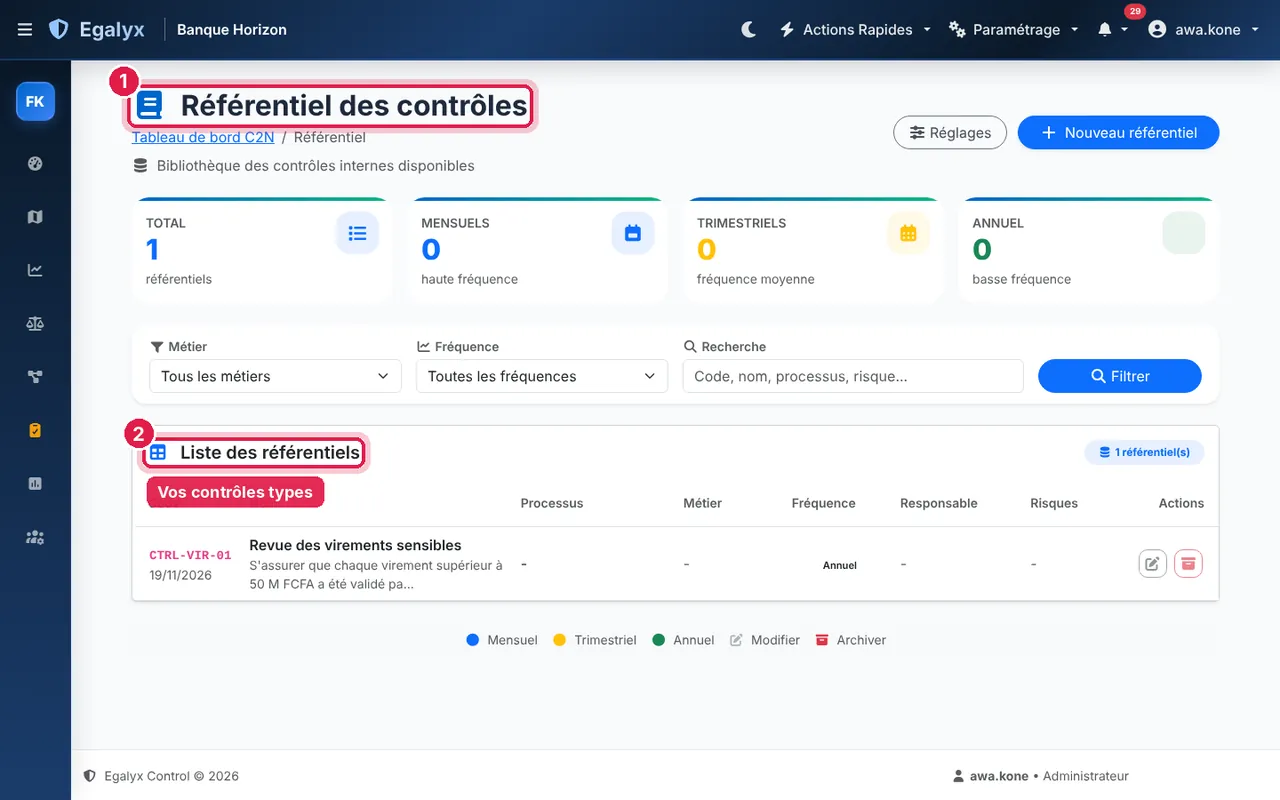 Egalyx
Banque Horizon
Actions Rapides
Paramétrage
29
awa.kone
FK
1
Référentiel des contrôles
Tableau de bord C2N / Référentiel
Bibliothèque des contrôles internes disponibles
Réglages
Nouveau référentiel
TOTAL
1
référentiels
MENSUELS
0
haute fréquence
TRIMESTRIELS
0
fréquence moyenne
ANNUEL
0
basse fréquence
Métier
Tous les métiers
Fréquence
Toutes les fréquences
Recherche
Code, nom, processus, risque...
Filtrer
2
Liste des référentiels
1 référentiel(s)
Vos contrôles types
Processus Métier Fréquence Responsable Risques Actions
CTRL-VIR-01
19/11/2026
Revue des virements sensibles
S'assurer que chaque virement supérieur à
50 M FCFA a été validé pa...
- - Annuel - -
Mensuel Trimestriel Annuel Modifier Archiver
Egalyx Control © 2026
awa.kone • Administrateur